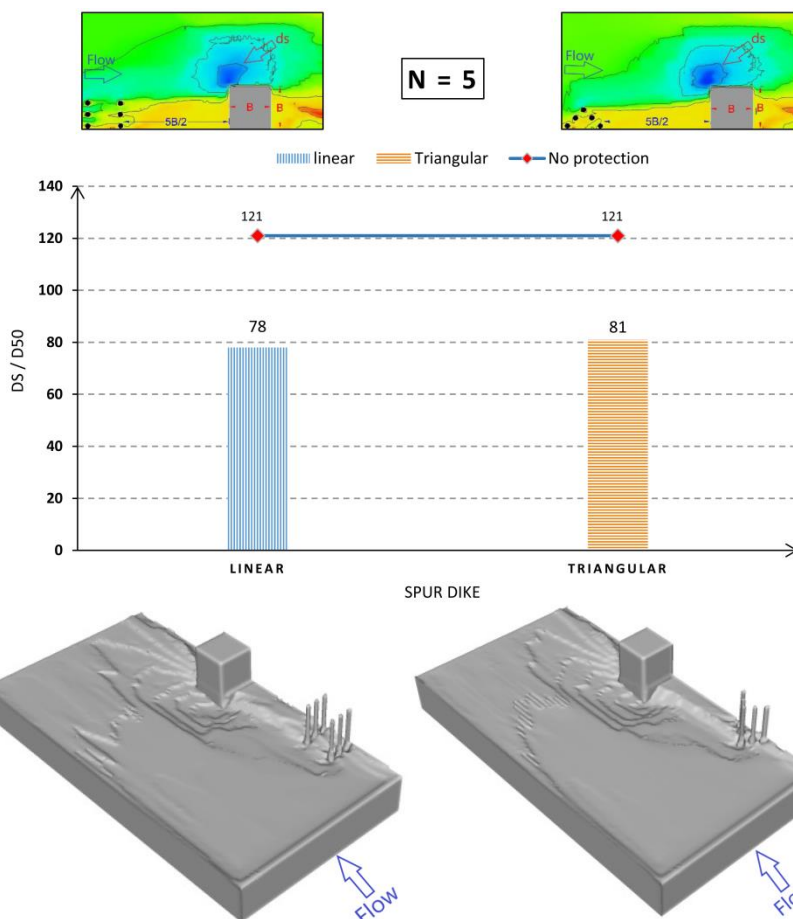 Flow
ds
B
B
5B/2
N = 5
Flow
ds
B
B
5B/2
linear
Triangular
No protection
140
120
100
80
60
40
20
0
121
121
78
81
DS / D50
LINEAR
TRIANGULAR
SPUR DIKE
Flow